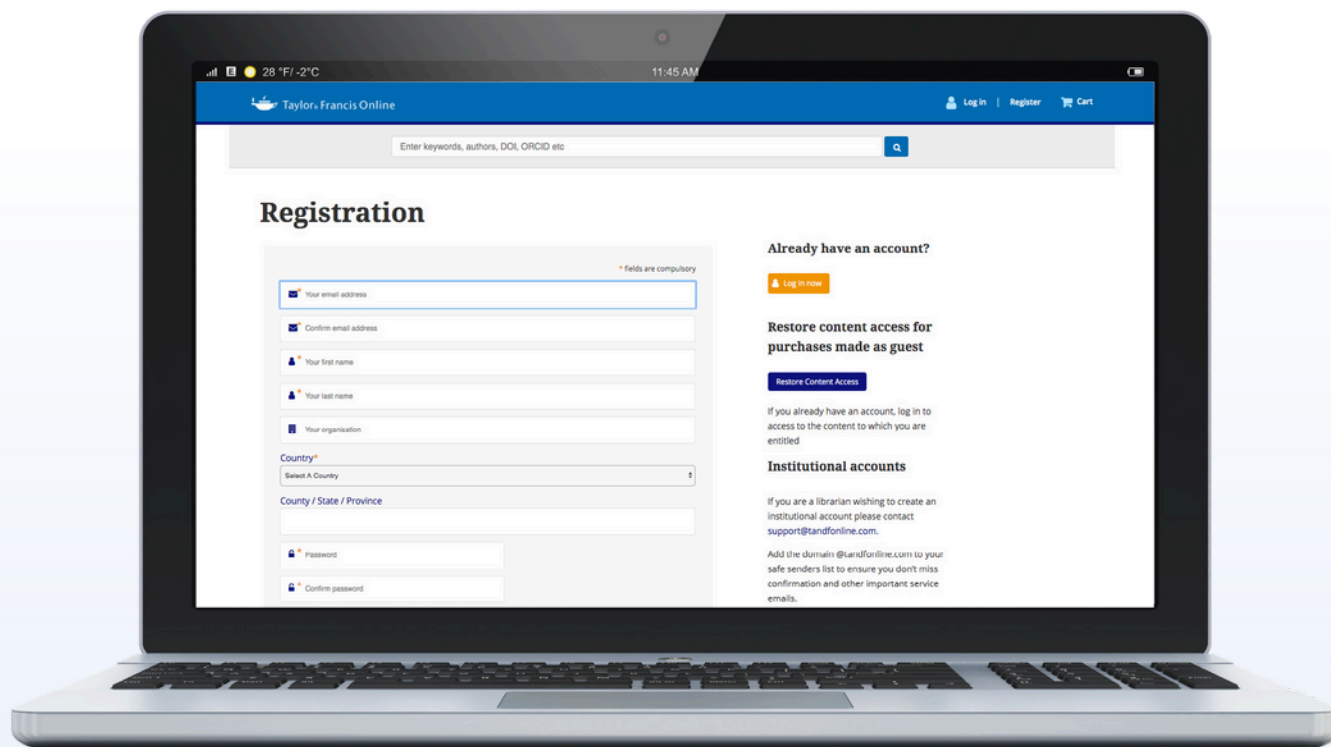 28 °F/ -2°C
11:45 AM
Taylor & Francis Online
Log in | Register
Cart
Enter keywords, authors, DOI, ORCID etc
Registration
* fields are compulsory
* Your email address
* Confirm email address
* Your first name
* Your last name
Your organisation
Country*
Select A Country
County / State / Province
* Password
* Confirm password
Already have an account?
Log in now
Restore content access for
purchases made as guest
Restore Content Access
If you already have an account, log in to
access to the content to which you are
entitled
Institutional accounts
If you are a librarian wishing to create an
institutional account please contact
support@tandfonline.com.
Add the domain @tandfonline.com to your
safe senders list to ensure you don't miss
confirmation and other important service
emails.